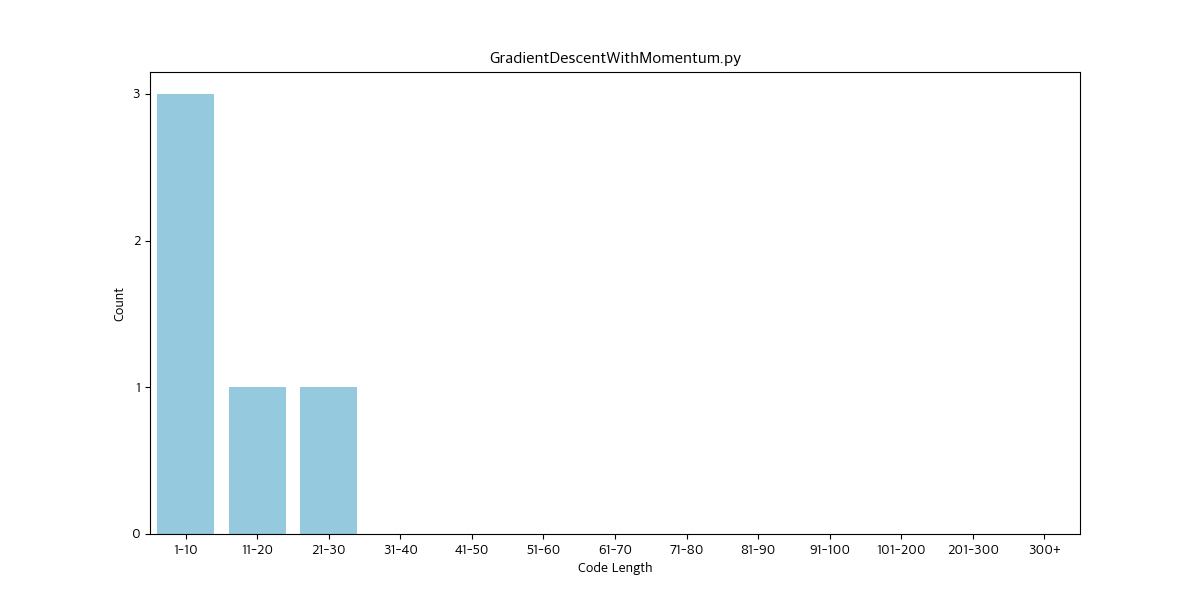 GradientDescentWithMomentum.py
3
2
1
0
Count
1-10 11-20 21-30 31-40 41-50 51-60 61-70 71-80 81-90 91-100 101-200 201-300 300+
Code Length